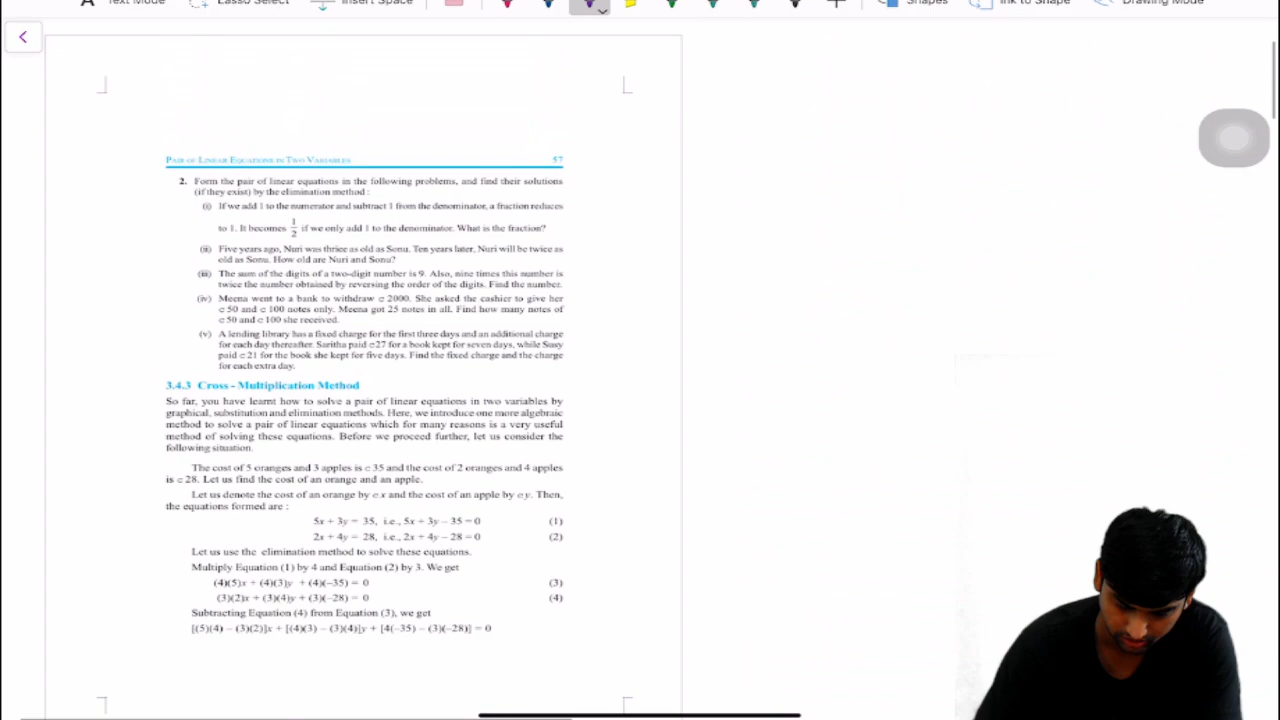 Text Mode Lasso Select Insert Space Shapes Ink to Shape Drawing Mode
PAIR OF LINEAR EQUATIONS IN TWO VARIABLES 57
2. Form the pair of linear equations in the following problems, and find their solutions
(if they exist) by the elimination method :
(i) If we add 1 to the numerator and subtract 1 from the denominator, a fraction reduces
to 1. It becomes 1/2 if we only add 1 to the denominator. What is the fraction?
(ii) Five years ago, Nuri was thrice as old as Sonu. Ten years later, Nuri will be twice as
old as Sonu. How old are Nuri and Sonu?
(iii) The sum of the digits of a two-digit number is 9. Also, nine times this number is
twice the number obtained by reversing the order of the digits. Find the number.
(iv) Meena went to a bank to withdraw c 2000. She asked the cashier to give her
c 50 and c 100 notes only. Meena got 25 notes in all. Find how many notes of
c 50 and c 100 she received.
(v) A lending library has a fixed charge for the first three days and an additional charge
for each day thereafter. Saritha paid c 27 for a book kept for seven days, while Susy
paid c 21 for the book she kept for five days. Find the fixed charge and the charge
for each extra day.
3.4.3 Cross - Multiplication Method
So far, you have learnt how to solve a pair of linear equations in two variables by
graphical, substitution and elimination methods. Here, we introduce one more algebraic
method to solve a pair of linear equations which for many reasons is a very useful
method of solving these equations. Before we proceed further, let us consider the
following situation.
The cost of 5 oranges and 3 apples is c 35 and the cost of 2 oranges and 4 apples
is c 28. Let us find the cost of an orange and an apple.
Let us denote the cost of an orange by c x and the cost of an apple by c y. Then,
the equations formed are :
5x + 3y = 35, i.e., 5x + 3y – 35 = 0 (1)
2x + 4y = 28, i.e., 2x + 4y – 28 = 0 (2)
Let us use the elimination method to solve these equations.
Multiply Equation (1) by 4 and Equation (2) by 3. We get
(4)(5)x + (4)(3)y + (4)(–35) = 0 (3)
(3)(2)x + (3)(4)y + (3)(–28) = 0 (4)
Subtracting Equation (4) from Equation (3), we get
[(5)(4) – (3)(2)]x + [(4)(3) – (3)(4)]y + [4(–35) – (3)(–28)] = 0